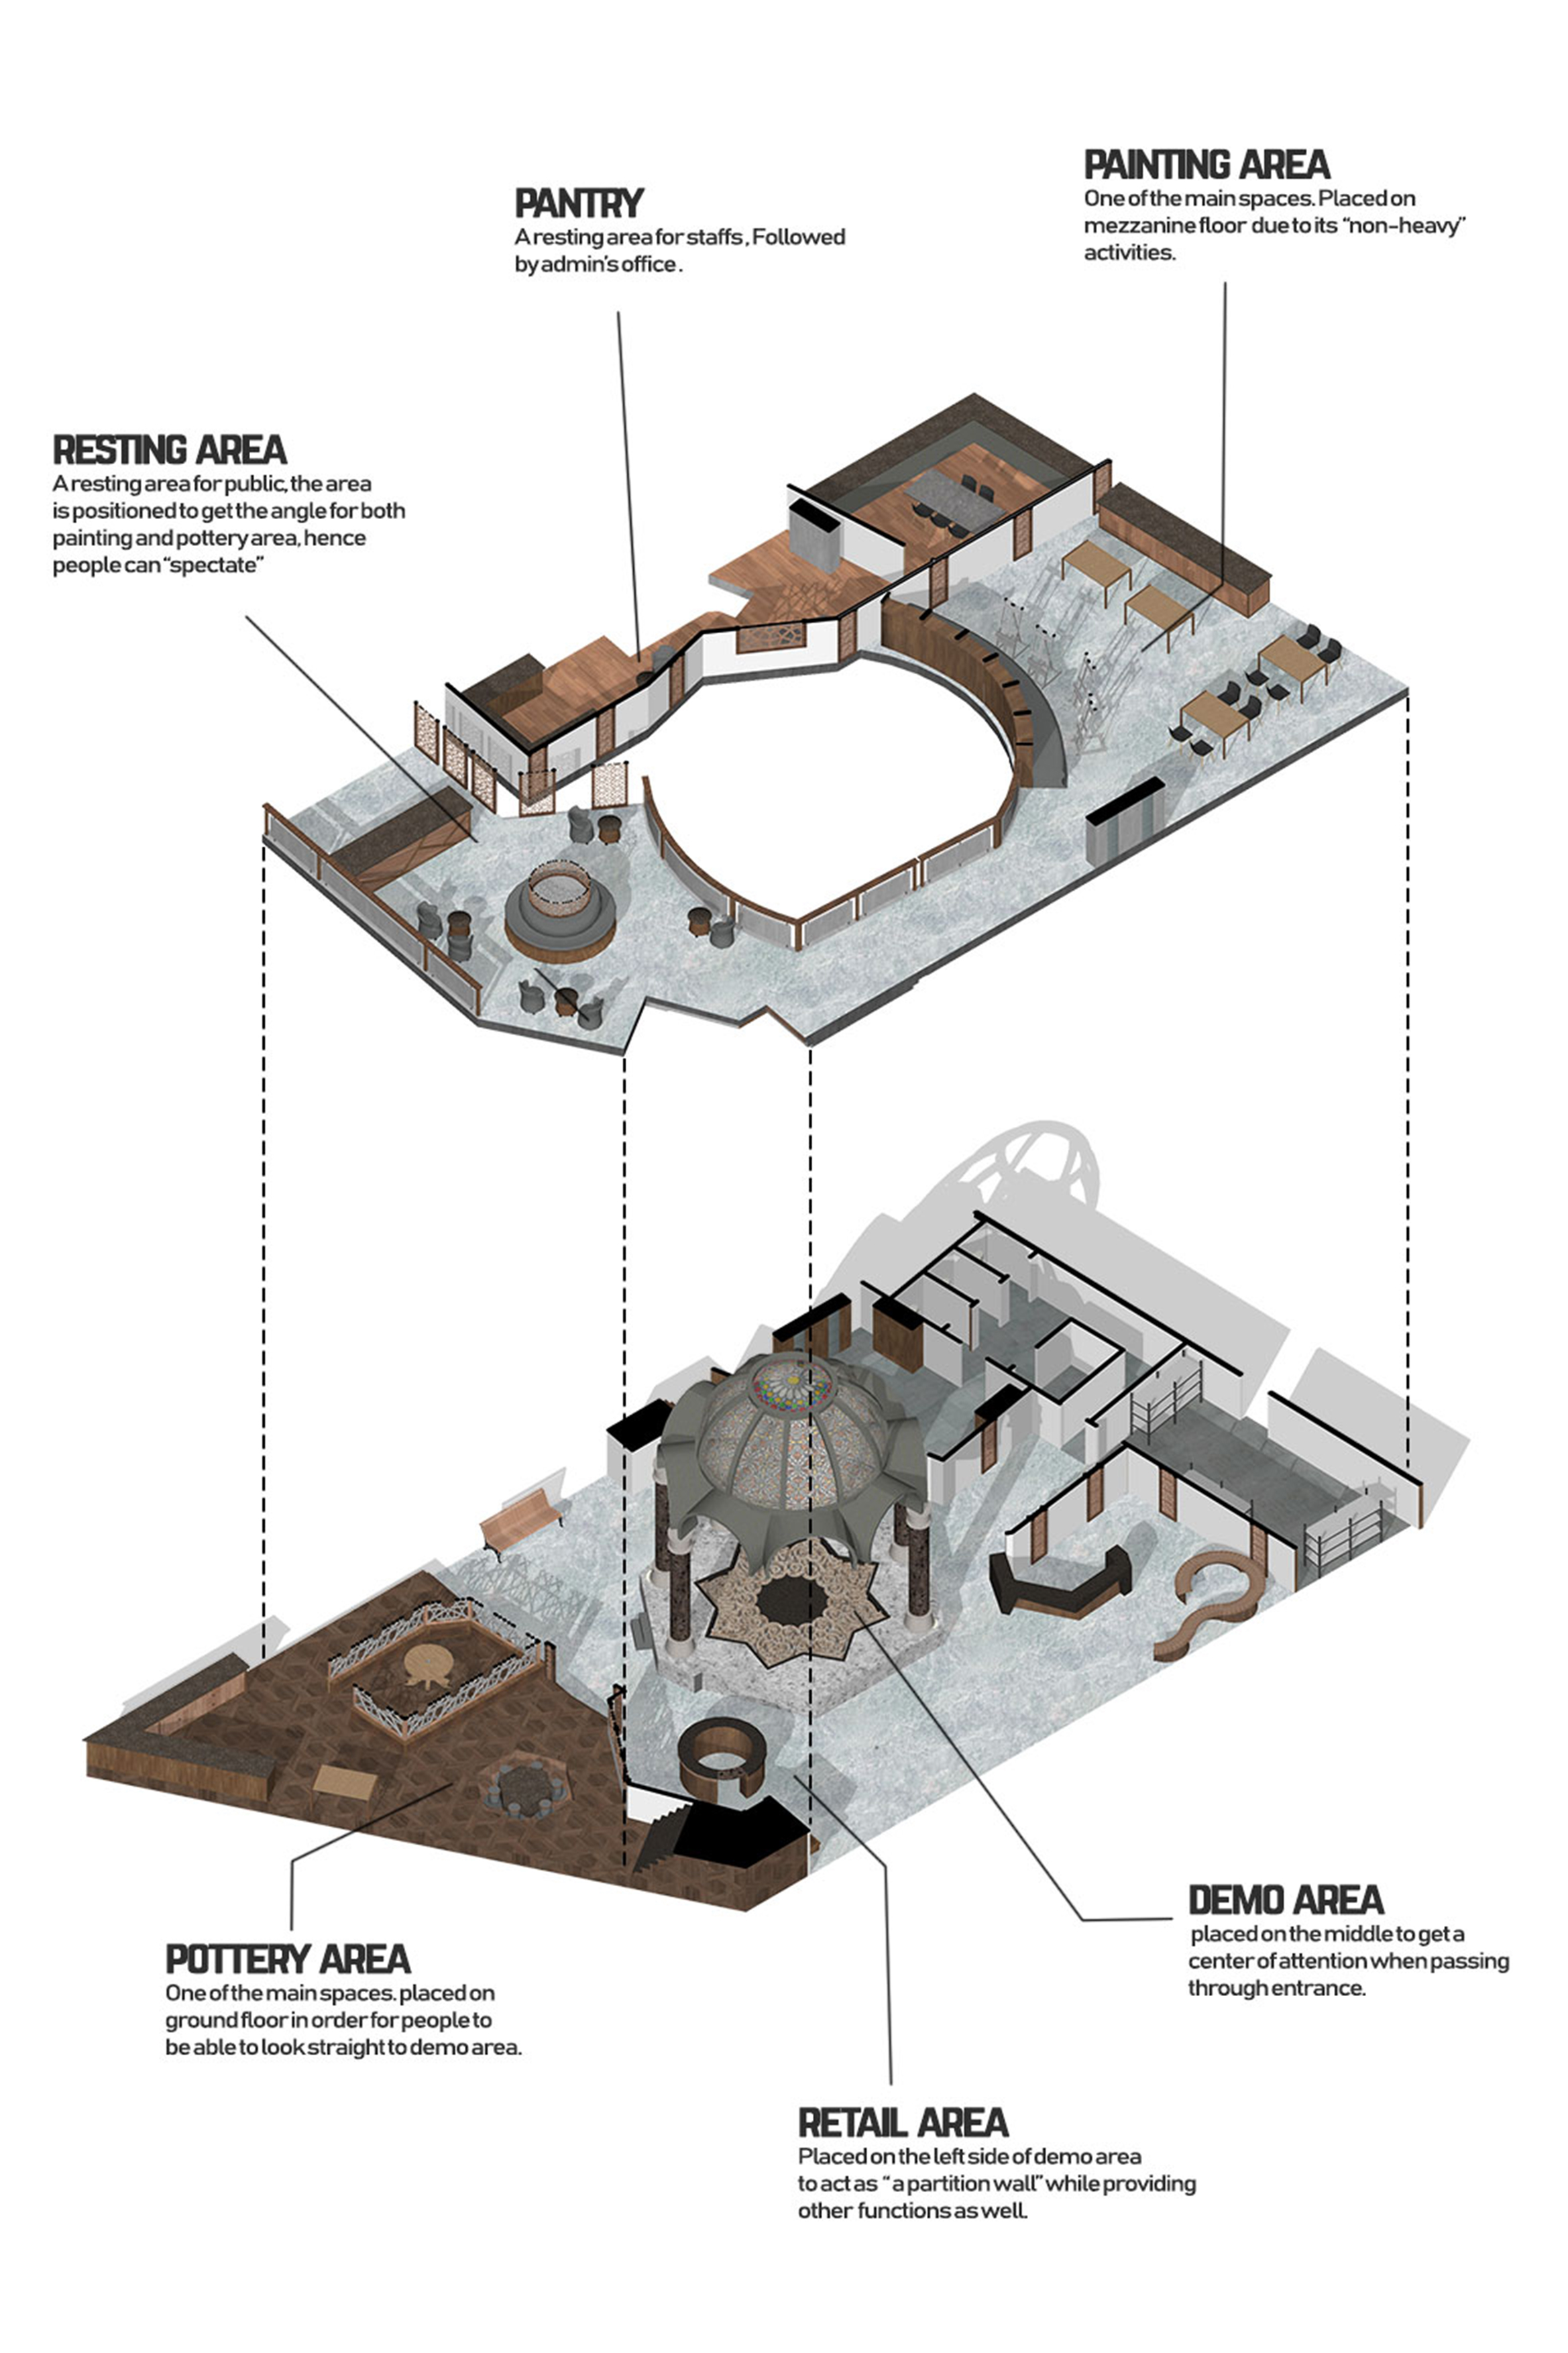 PAINTING AREA
One of the main spaces. Placed on
mezzanine floor due to its "non-heavy"
activities.
PANTRY
A resting area for staffs, Followed
by admin's office.
RESTING AREA
A resting area for public, the area
is positioned to get the angle for both
painting and pottery area, hence
people can "spectate"
DEMO AREA
placed on the middle to get a
center of attention when passing
through entrance.
POTTERY AREA
One of the main spaces. placed on
ground floor in order for people to
be able to look straight to demo area.
RETAIL AREA
Placed on the left side of demo area
to act as "a partition wall" while providing
other functions as well.